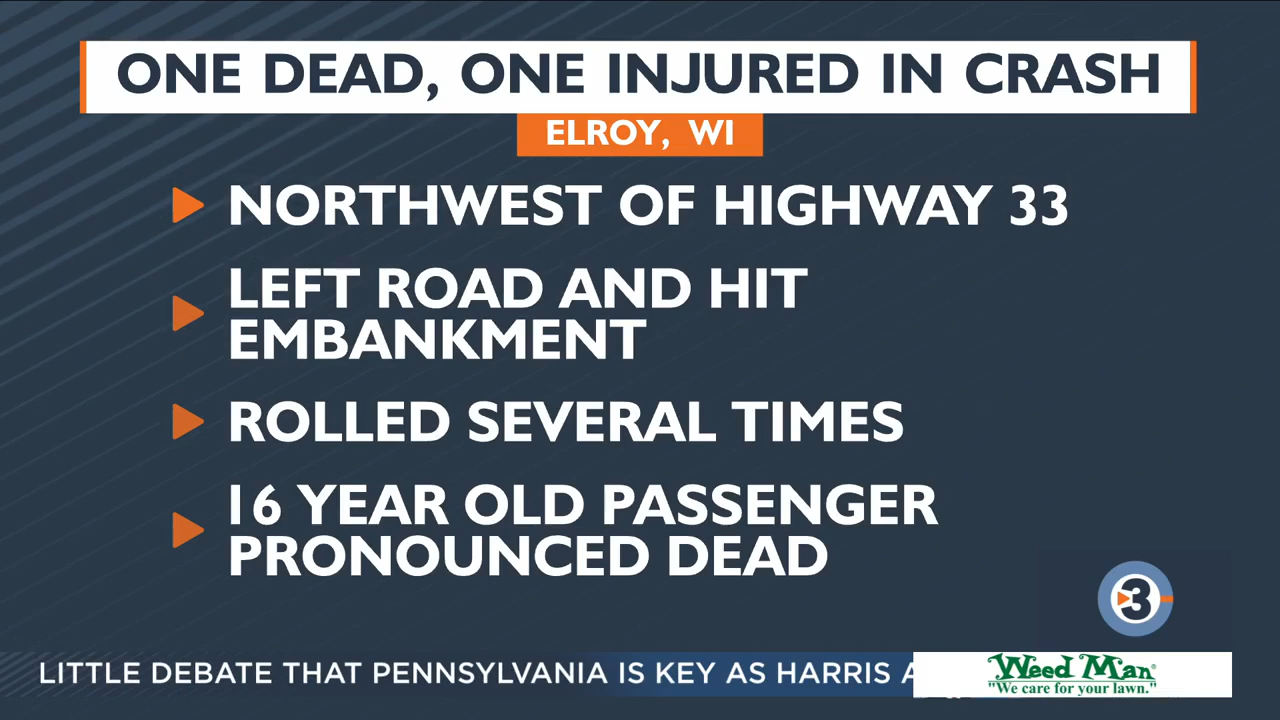 ONE DEAD, ONE INJURED IN CRASH
ELROY, WI
NORTHWEST OF HIGHWAY 33
LEFT ROAD AND HIT
EMBANKMENT
ROLLED SEVERAL TIMES
16 YEAR OLD PASSENGER
PRONOUNCED DEAD
3
LITTLE DEBATE THAT PENNSYLVANIA IS KEY AS HARRIS
Weed Man®
"We care for your lawn."